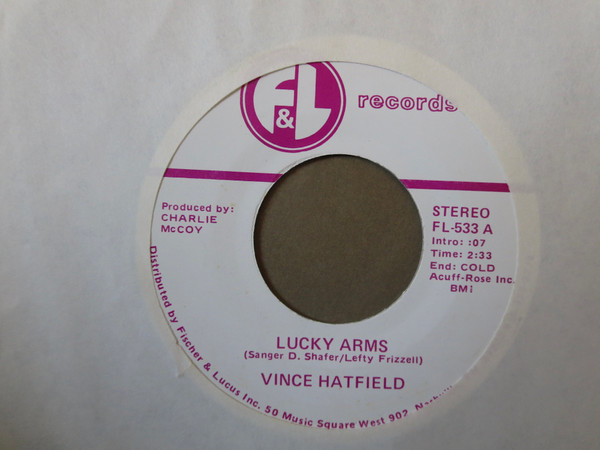 F&L records
Produced by:
CHARLIE
McCOY
STEREO
FL-533 A
Intro: :07
Time: 2:33
End: COLD
Acuff-Rose Inc.
BMI
LUCKY ARMS
(Sanger D. Shafer/Lefty Frizzell)
VINCE HATFIELD
Distributed by Fischer & Lucus Inc. 50 Music Square West 902,